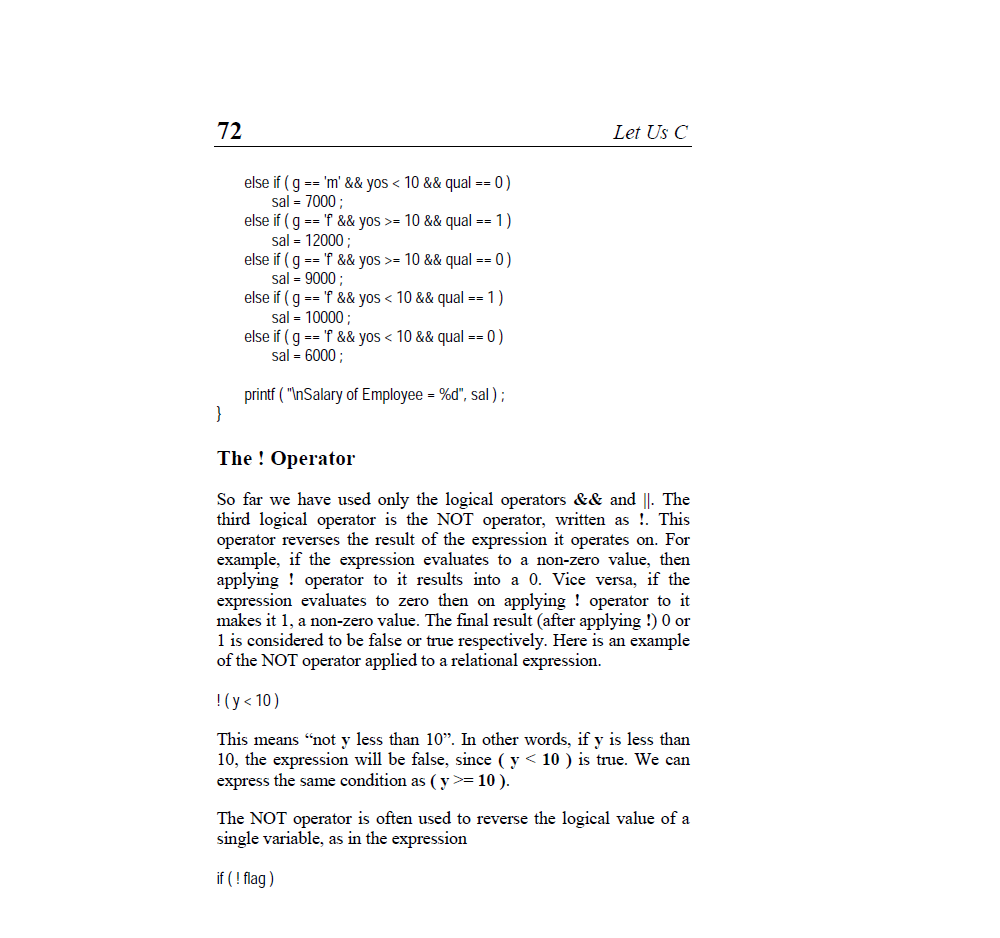 72 Let Us C
else if ( g == 'm' && yos < 10 && qual == 0 )
sal = 7000 ;
else if ( g == 'f' && yos >= 10 && qual == 1 )
sal = 12000 ;
else if ( g == 'f' && yos >= 10 && qual == 0 )
sal = 9000 ;
else if ( g == 'f' && yos < 10 && qual == 1 )
sal = 10000 ;
else if ( g == 'f' && yos < 10 && qual == 0 )
sal = 6000 ;
printf ( "\nSalary of Employee = %d", sal ) ;
}
The ! Operator
So far we have used only the logical operators && and ||. The
third logical operator is the NOT operator, written as !. This
operator reverses the result of the expression it operates on. For
example, if the expression evaluates to a non-zero value, then
applying ! operator to it results into a 0. Vice versa, if the
expression evaluates to zero then on applying ! operator to it
makes it 1, a non-zero value. The final result (after applying !) 0 or
1 is considered to be false or true respectively. Here is an example
of the NOT operator applied to a relational expression.
! ( y < 10 )
This means “not y less than 10”. In other words, if y is less than
10, the expression will be false, since ( y < 10 ) is true. We can
express the same condition as ( y >= 10 ).
The NOT operator is often used to reverse the logical value of a
single variable, as in the expression
if ( ! flag )